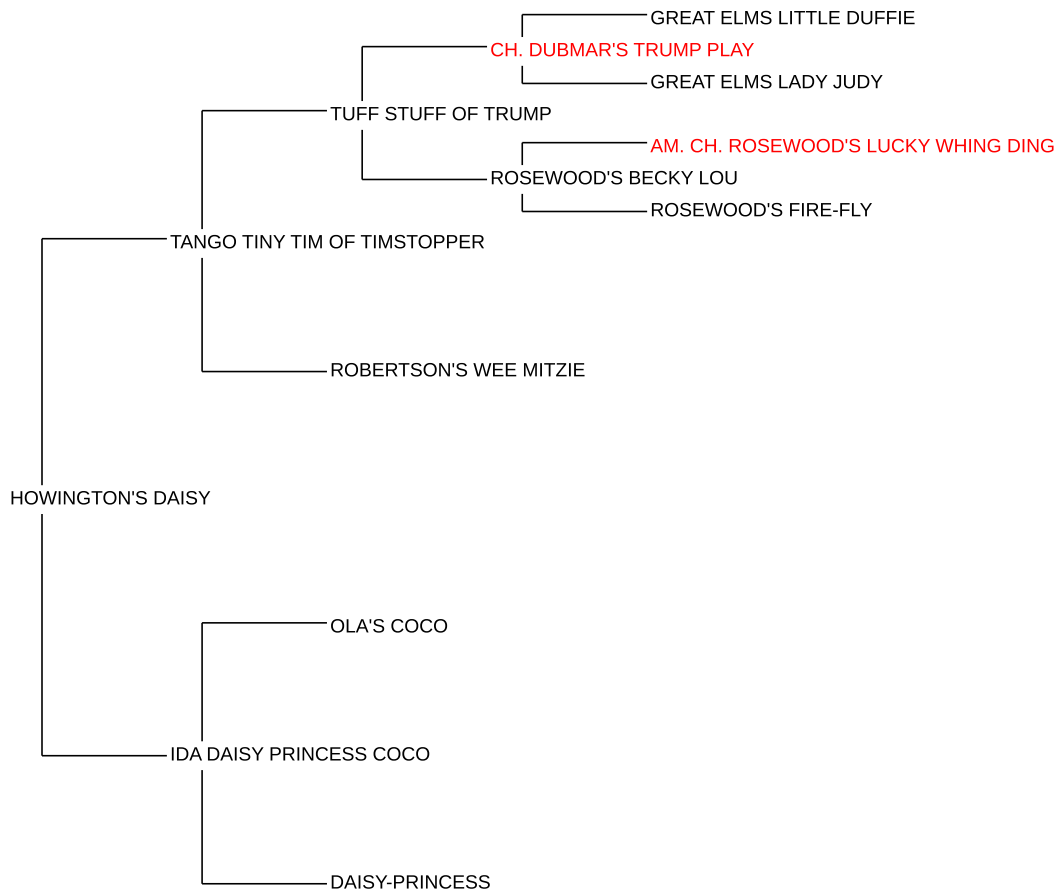 GREAT ELMS LITTLE DUFFIE
CH. DUBMAR'S TRUMP PLAY
GREAT ELMS LADY JUDY
TUFF STUFF OF TRUMP
AM. CH. ROSEWOOD'S LUCKY WHING DING
ROSEWOOD'S BECKY LOU
ROSEWOOD'S FIRE-FLY
TANGO TINY TIM OF TIMSTOPPER
ROBERTSON'S WEE MITZIE
HOWINGTON'S DAISY
OLA'S COCO
IDA DAISY PRINCESS COCO
DAISY-PRINCESS